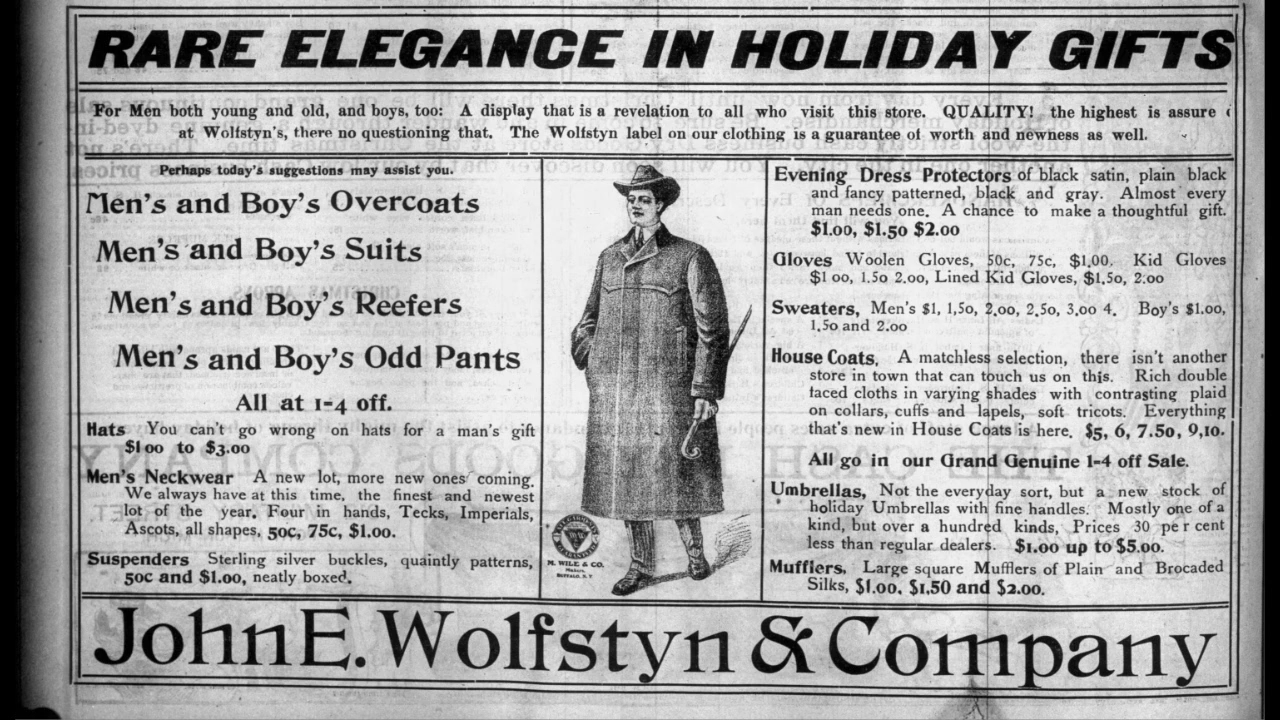 RARE ELEGANCE IN HOLIDAY GIFTS
For Men both young and old, and boys, too: A display that is a revelation to all who visit this store. QUALITY! the highest is assure
at Wolfstyn's, there no questioning that. The Wolfstyn label on our clothing is a guarantee of worth and newness as well.
Perhaps today's suggestions may assist you.
Men's and Boy's Overcoats
Men's and Boy's Suits
Men's and Boy's Reefers
Men's and Boy's Odd Pants
All at 1-4 off.
Hats You can't go wrong on hats for a man's gift
$1 00 to $3.00
Men's Neckwear A new lot, more new ones coming.
We always have at this time, the finest and newest
lot of the year. Four in hands, Tecks, Imperials,
Ascots, all shapes, 50c, 75c, $1.00.
Suspenders Sterling silver buckles, quaintly patterns,
50c and $1.00, neatly boxed.
M. WILE & CO.
Makers,
BUFFALO, N.Y.
Evening Dress Protectors of black satin, plain black
and fancy patterned, black and gray. Almost every
man needs one. A chance to make a thoughtful gift.
$1.00, $1.50 $2.00
Gloves Woolen Gloves, 50c, 75c, $1.00. Kid Gloves
$1 00, 1.50 2.00, Lined Kid Gloves, $1.50, 2.00
Sweaters, Men's $1, 1,50, 2.00, 2.50, 3.00 4. Boy's $1.00,
1.50 and 2.00
House Coats, A matchless selection, there isn't another
store in town that can touch us on this. Rich double
faced cloths in varying shades with contrasting plaid
on collars, cuffs and lapels, soft tricots. Everything
that's new in House Coats is here. $5, 6, 7.50, 9,10.
All go in our Grand Genuine 1-4 off Sale.
Umbrellas, Not the everyday sort, but a new stock of
holiday Umbrellas with fine handles. Mostly one of a
kind, but over a hundred kinds, Prices 30 per cent
less than regular dealers. $1.00 up to $5.00.
Mufflers, Large square Mufflers of Plain and Brocaded
Silks, $1.00, $1.50 and $2.00.
John E. Wolfstyn & Company